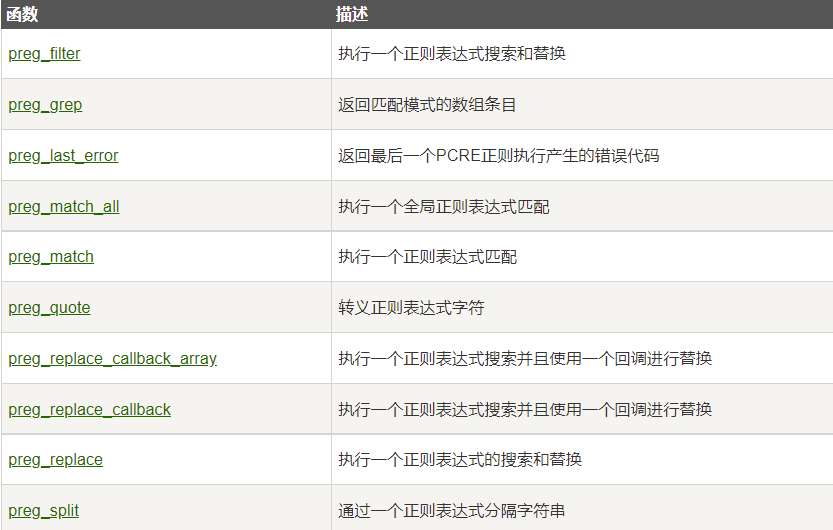 函数 描述
preg_filter 执行一个正则表达式搜索和替换
preg_grep 返回匹配模式的数组条目
preg_last_error 返回最后一个PCRE正则执行产生的错误代码
preg_match_all 执行一个全局正则表达式匹配
preg_match 执行一个正则表达式匹配
preg_quote 转义正则表达式字符
preg_replace_callback_array 执行一个正则表达式搜索并且使用一个回调进行替换
preg_replace_callback 执行一个正则表达式搜索并且使用一个回调进行替换
preg_replace 执行一个正则表达式的搜索和替换
preg_split 通过一个正则表达式分隔字符串